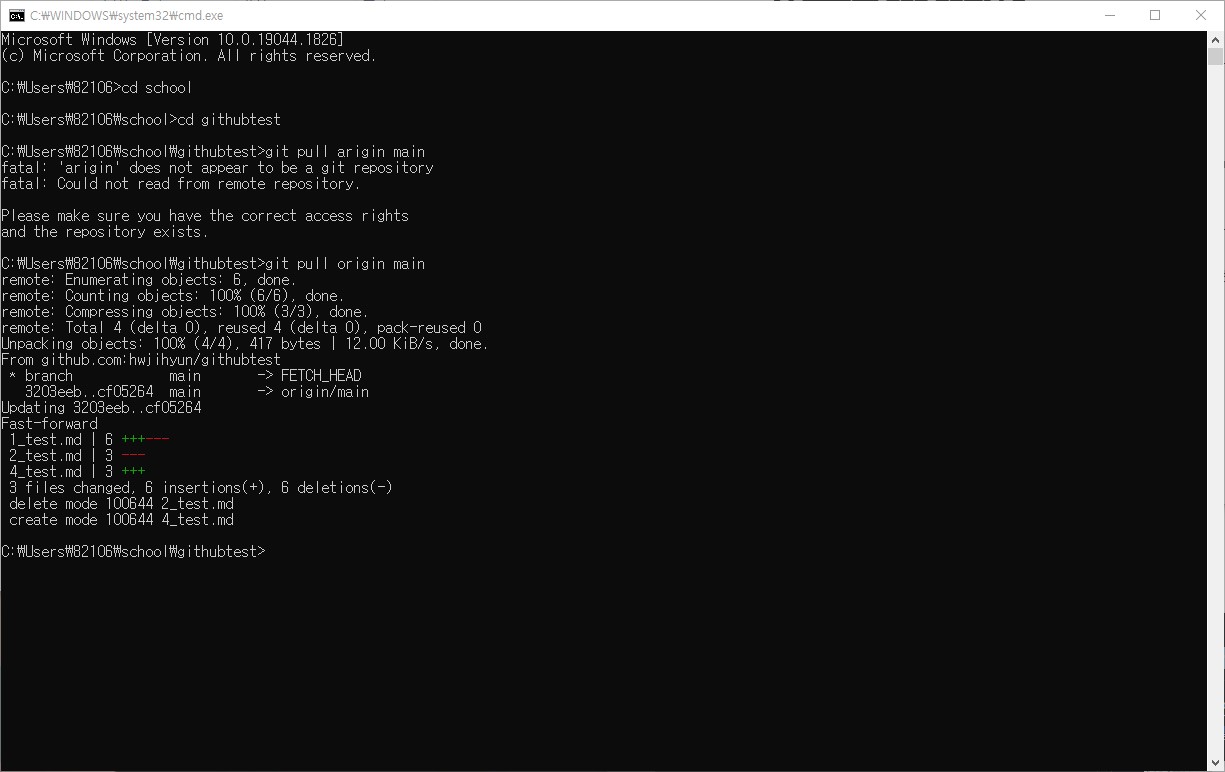 C:₩WINDOWS₩system32₩cmd.exe
Microsoft Windows [Version 10.0.19044.1826]
(c) Microsoft Corporation. All rights reserved.
C:₩Users₩82106>cd school
C:₩Users₩82106₩school>cd githubtest
C:₩Users₩82106₩school₩githubtest>git pull arigin main
fatal: 'arigin' does not appear to be a git repository
fatal: Could not read from remote repository.
Please make sure you have the correct access rights
and the repository exists.
C:₩Users₩82106₩school₩githubtest>git pull origin main
remote: Enumerating objects: 6, done.
remote: Counting objects: 100% (6/6), done.
remote: Compressing objects: 100% (3/3), done.
remote: Total 4 (delta 0), reused 4 (delta 0), pack-reused 0
Unpacking objects: 100% (4/4), 417 bytes | 12.00 KiB/s, done.
From github.com:hwjihyun/githubtest
 * branch            main       -> FETCH_HEAD
   3203eeb..cf05264  main       -> origin/main
Updating 3203eeb..cf05264
Fast-forward
 1_test.md | 6 +++---
 2_test.md | 3 ---
 4_test.md | 3 +++
 3 files changed, 6 insertions(+), 6 deletions(-)
 delete mode 100644 2_test.md
 create mode 100644 4_test.md
C:₩Users₩82106₩school₩githubtest>